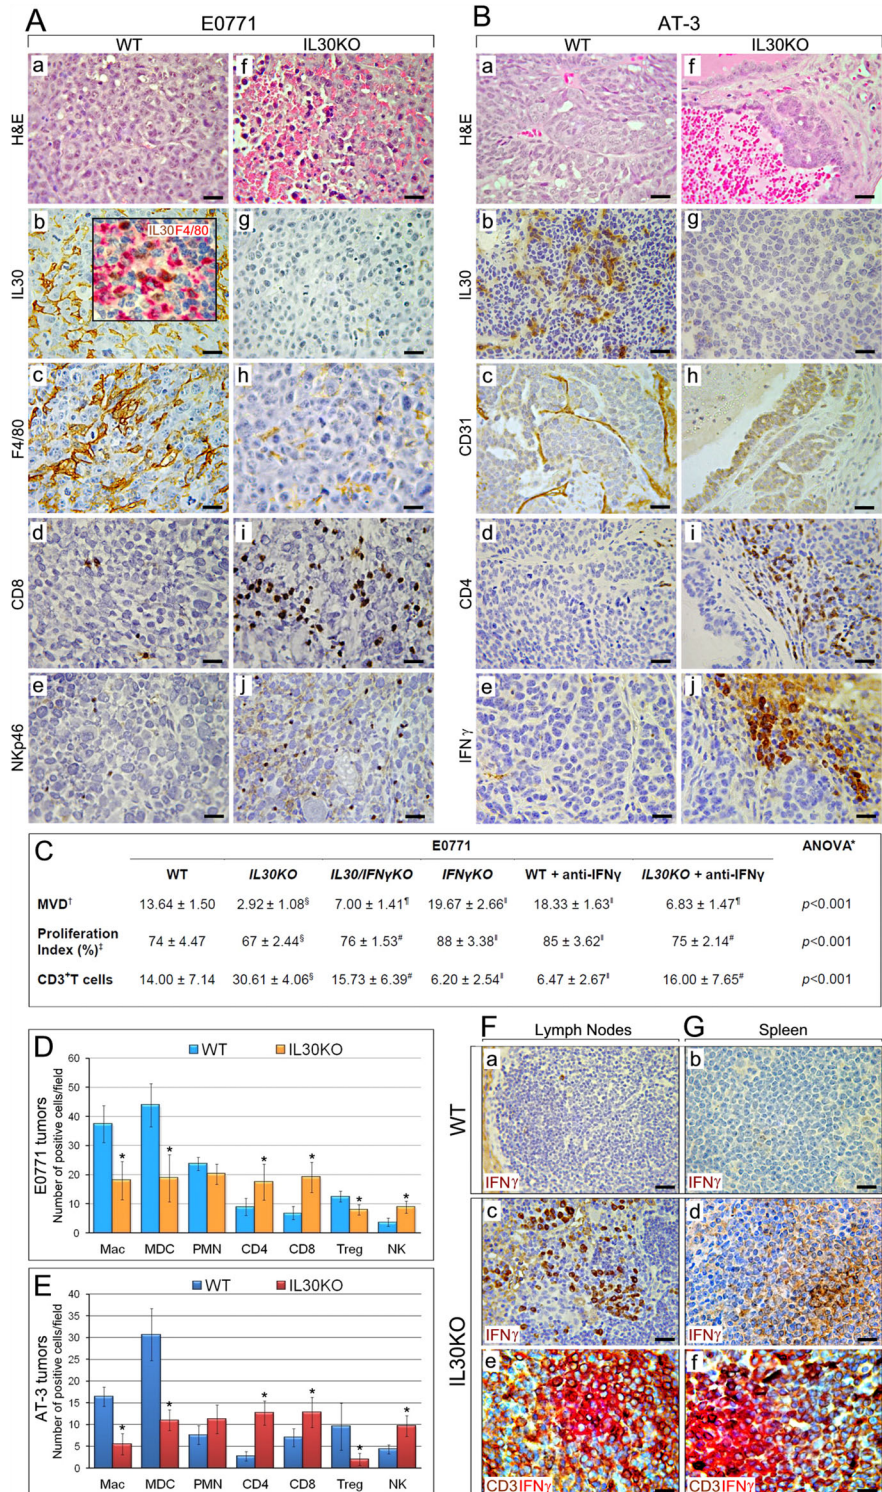 A
E0771
WT
IL30KO
H&E
a
f
IL30
b
IL30F4/80
g
F4/80
c
h
CD8
d
i
NKp46
e
j
B
AT-3
WT
IL30KO
H&E
a
f
IL30
b
g
CD31
c
h
CD4
d
i
IFNγ
e
j
C
E0771
ANOVA*
WT
IL30KO
IL30/IFNγKO
IFNγKO
WT + anti-IFNγ
IL30KO + anti-IFNγ
MVD† 13.64 ± 1.50 2.92 ± 1.08§ 7.00 ± 1.41¶ 19.67 ± 2.66‖ 18.33 ± 1.63‖ 6.83 ± 1.47¶ p<0.001
Proliferation
Index (%)‡ 74 ± 4.47 67 ± 2.44§ 76 ± 1.53# 88 ± 3.38‖ 85 ± 3.62‖ 75 ± 2.14# p<0.001
CD3+T cells 14.00 ± 7.14 30.61 ± 4.06§ 15.73 ± 6.39# 6.20 ± 2.54‖ 6.47 ± 2.67‖ 16.00 ± 7.65# p<0.001
D
WT
IL30KO
E0771 tumors
Number of positive cells/field
60
50
40
30
20
10
0
* * * * * *
Mac MDC PMN CD4 CD8 Treg NK
E
WT
IL30KO
AT-3 tumors
Number of positive cells/field
40
35
30
25
20
15
10
5
0
* * * * * *
Mac MDC PMN CD4 CD8 Treg NK
F
Lymph Nodes
G
Spleen
WT
a
IFNγ
b
IFNγ
IL30KO
c
IFNγ
d
IFNγ
e
CD3IFNγ
f
CD3IFNγ